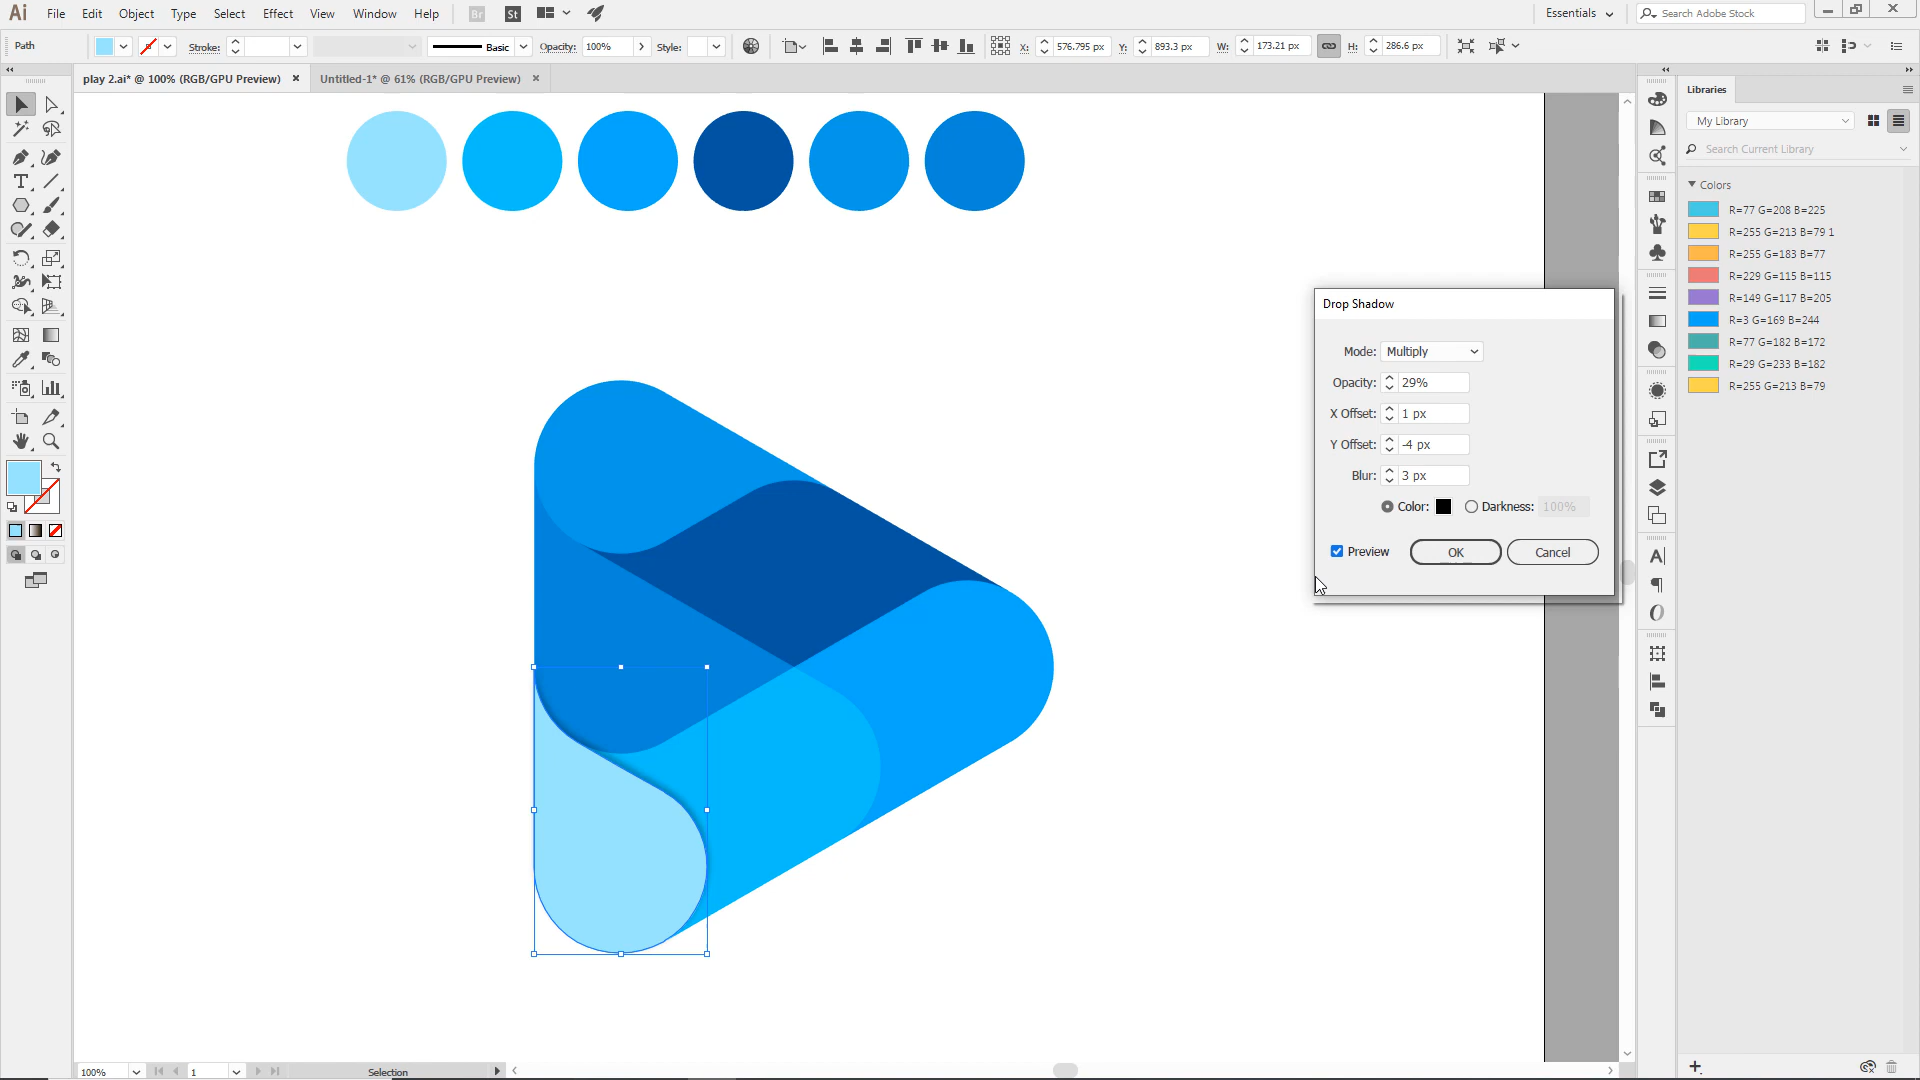 Ai File Edit Object Type Select Effect View Window Help Br St Essentials Search Adobe Stock
Path Stroke: Basic Opacity: 100% Style: X: 576.795 px Y: 893.3 px W: 173.21 px H: 286.6 px
play 2.ai* @ 100% (RGB/GPU Preview) × Untitled-1* @ 61% (RGB/GPU Preview) ×
Libraries
My Library
Search Current Library
Colors
R=77 G=208 B=225
R=255 G=213 B=79 1
R=255 G=183 B=77
R=229 G=115 B=115
R=149 G=117 B=205
R=3 G=169 B=244
R=77 G=182 B=172
R=29 G=233 B=182
R=255 G=213 B=79
Drop Shadow
Mode: Multiply
Opacity: 29%
X Offset: 1 px
Y Offset: -4 px
Blur: 3 px
Color: Darkness: 100%
Preview OK Cancel
100% 1 Selection